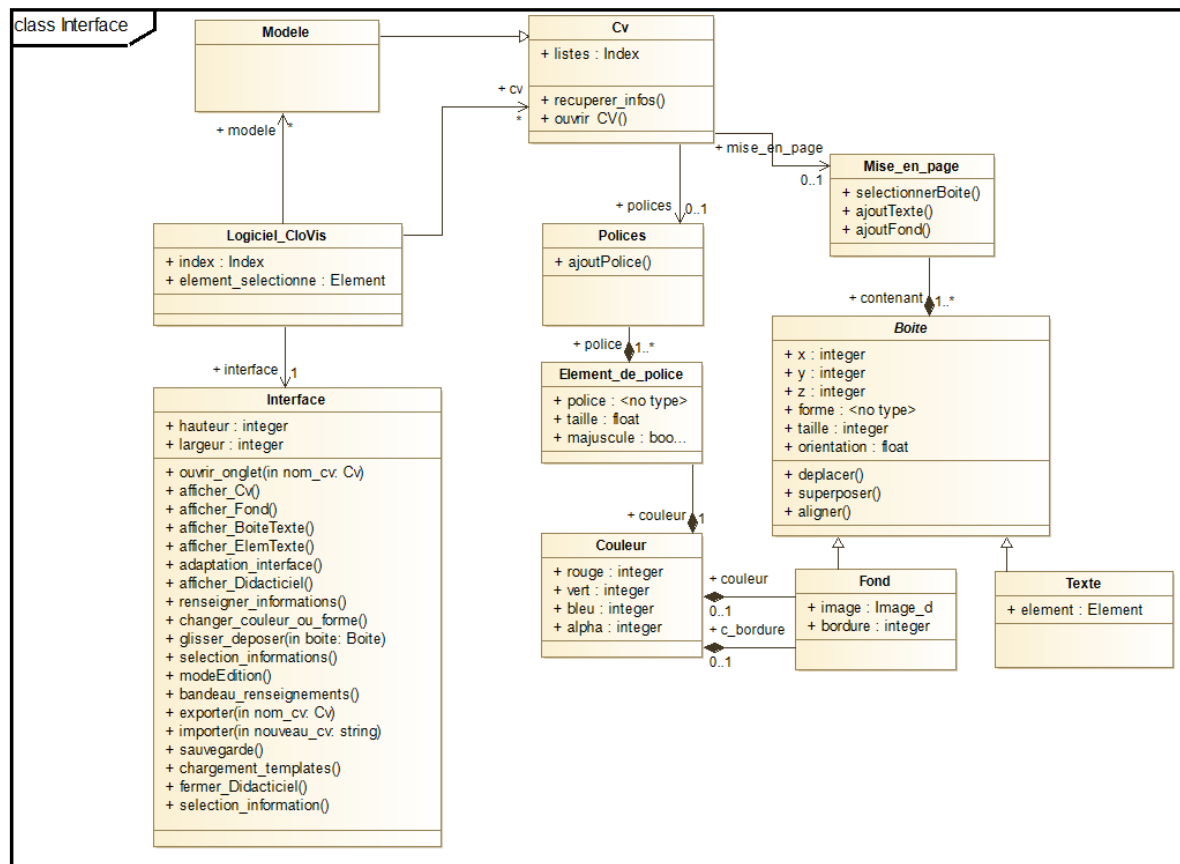 class Interface
Modele
Cv
+ listes : Index
+ recuperer_infos()
+ ouvrir_CV()
+ cv
*
+ modele
*
+ mise_en_page
0..1
Mise_en_page
+ selectionnerBoite()
+ ajoutTexte()
+ ajoutFond()
Logiciel_CloVis
+ index : Index
+ element_selectionne : Element
+ polices
0..1
Polices
+ ajoutPolice()
+ contenant
1..*
Boite
+ x : integer
+ y : integer
+ z : integer
+ forme : <no type>
+ taille : integer
+ orientation : float
+ deplacer()
+ superposer()
+ aligner()
+ interface
1
+ police
1..*
Element_de_police
+ police : <no type>
+ taille : float
+ majuscule : boo...
Interface
+ hauteur : integer
+ largeur : integer
+ ouvrir_onglet(in nom_cv: Cv)
+ afficher_Cv()
+ afficher_Fond()
+ afficher_BoiteTexte()
+ afficher_ElemTexte()
+ adaptation_interface()
+ afficher_Didacticiel()
+ renseigner_informations()
+ changer_couleur_ou_forme()
+ glisser_deposer(in boite: Boite)
+ selection_informations()
+ modeEdition()
+ bandeau_renseignements()
+ exporter(in nom_cv: Cv)
+ importer(in nouveau_cv: string)
+ sauvegarde()
+ chargement_templates()
+ fermer_Didacticiel()
+ selection_information()
+ couleur
1
Couleur
+ rouge : integer
+ vert : integer
+ bleu : integer
+ alpha : integer
+ couleur
0..1
+ c_bordure
0..1
Fond
+ image : Image_d
+ bordure : integer
Texte
+ element : Element